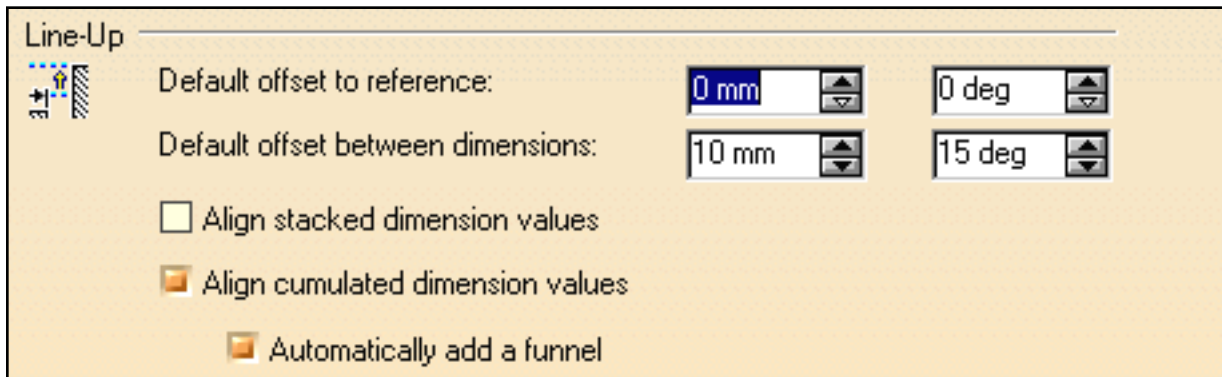 Line-Up
Default offset to reference: 0 mm 0 deg
Default offset between dimensions: 10 mm 15 deg
Align stacked dimension values
Align cumulated dimension values
Automatically add a funnel